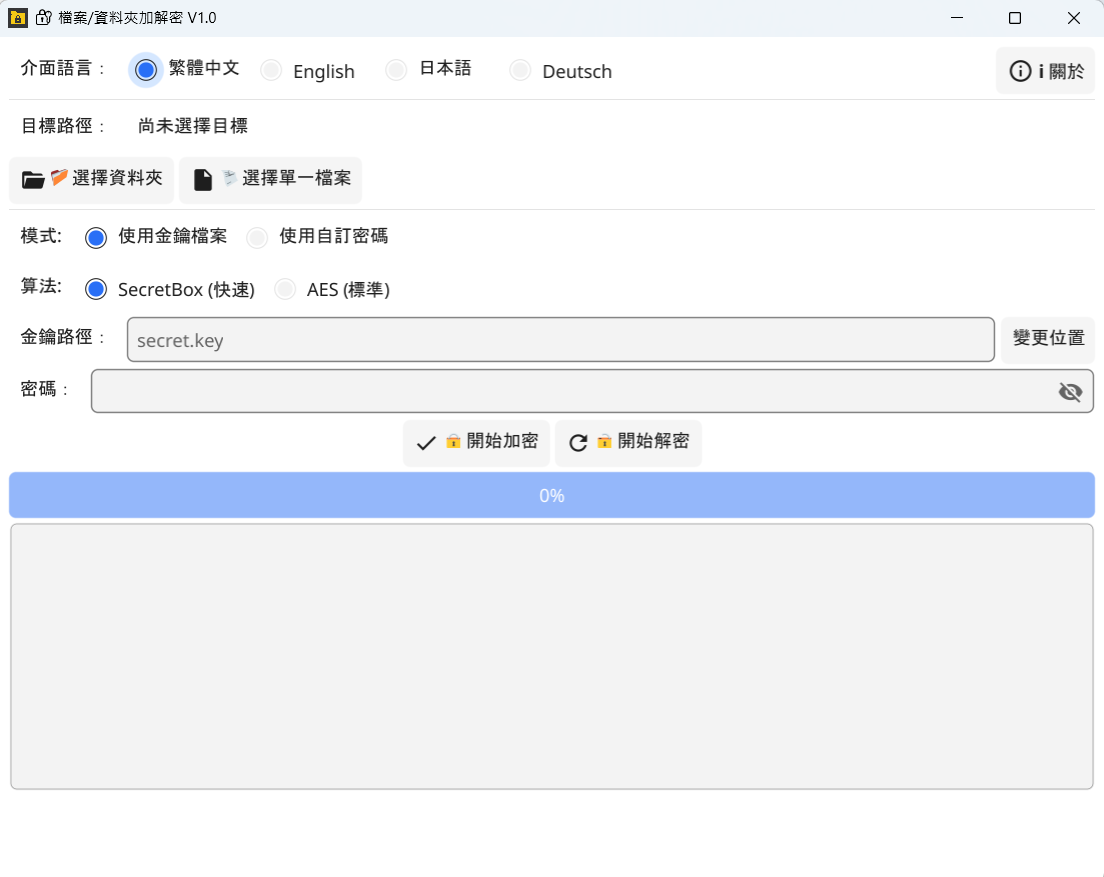 檔案/資料夾加解密 V1.0
介面語言： 繁體中文 English 日本語 Deutsch i 關於
目標路徑： 尚未選擇目標
選擇資料夾 選擇單一檔案
模式: 使用金鑰檔案 使用自訂密碼
算法: SecretBox (快速) AES (標準)
金鑰路徑： secret.key 變更位置
密碼：
開始加密 開始解密
0%